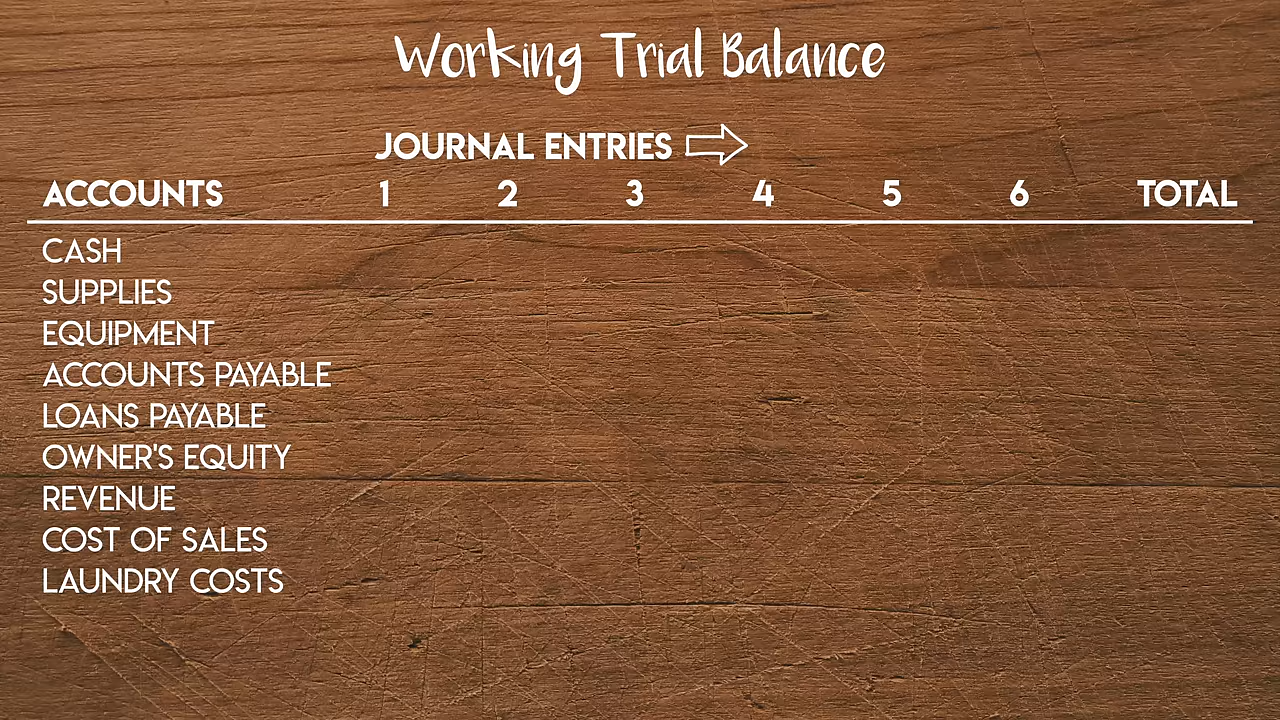 Working Trial Balance
JOURNAL ENTRIES
ACCOUNTS 1 2 3 4 5 6 TOTAL
CASH
SUPPLIES
EQUIPMENT
ACCOUNTS PAYABLE
LOANS PAYABLE
OWNER'S EQUITY
REVENUE
COST OF SALES
LAUNDRY COSTS